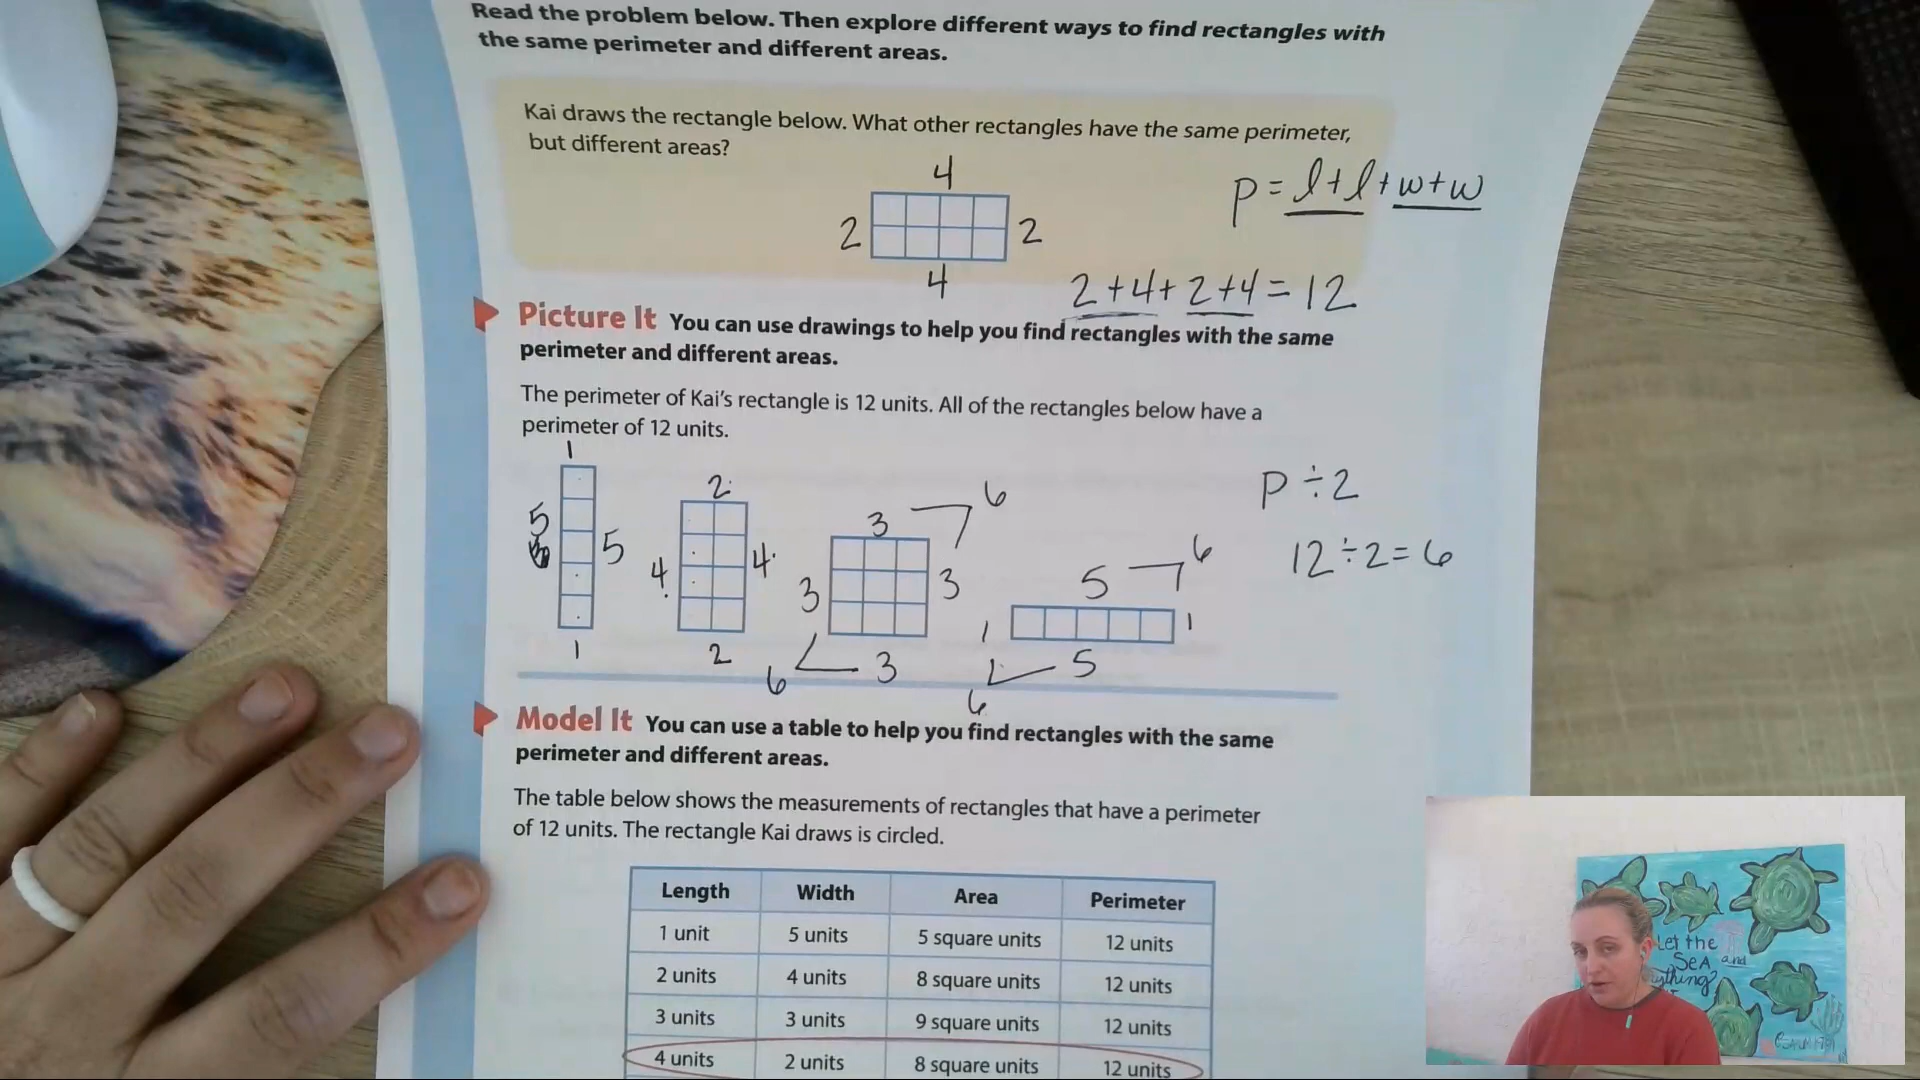 Read the problem below. Then explore different ways to find rectangles with
the same perimeter and different areas.
Kai draws the rectangle below. What other rectangles have the same perimeter,
but different areas?
4
P = l + l + w + w
2 2
4
2 + 4 + 2 + 4 = 12
Picture It You can use drawings to help you find rectangles with the same
perimeter and different areas.
The perimeter of Kai's rectangle is 12 units. All of the rectangles below have a
perimeter of 12 units.
1
2
3
6
5
5
4
4
3
3
5
6
1
1
1
2
6
3
6
5
P ÷ 2
12 ÷ 2 = 6
Model It You can use a table to help you find rectangles with the same
perimeter and different areas.
The table below shows the measurements of rectangles that have a perimeter
of 12 units. The rectangle Kai draws is circled.
Length Width Area Perimeter
1 unit 5 units 5 square units 12 units
2 units 4 units 8 square units 12 units
3 units 3 units 9 square units 12 units
4 units 2 units 8 square units 12 units
Let the
Sea and